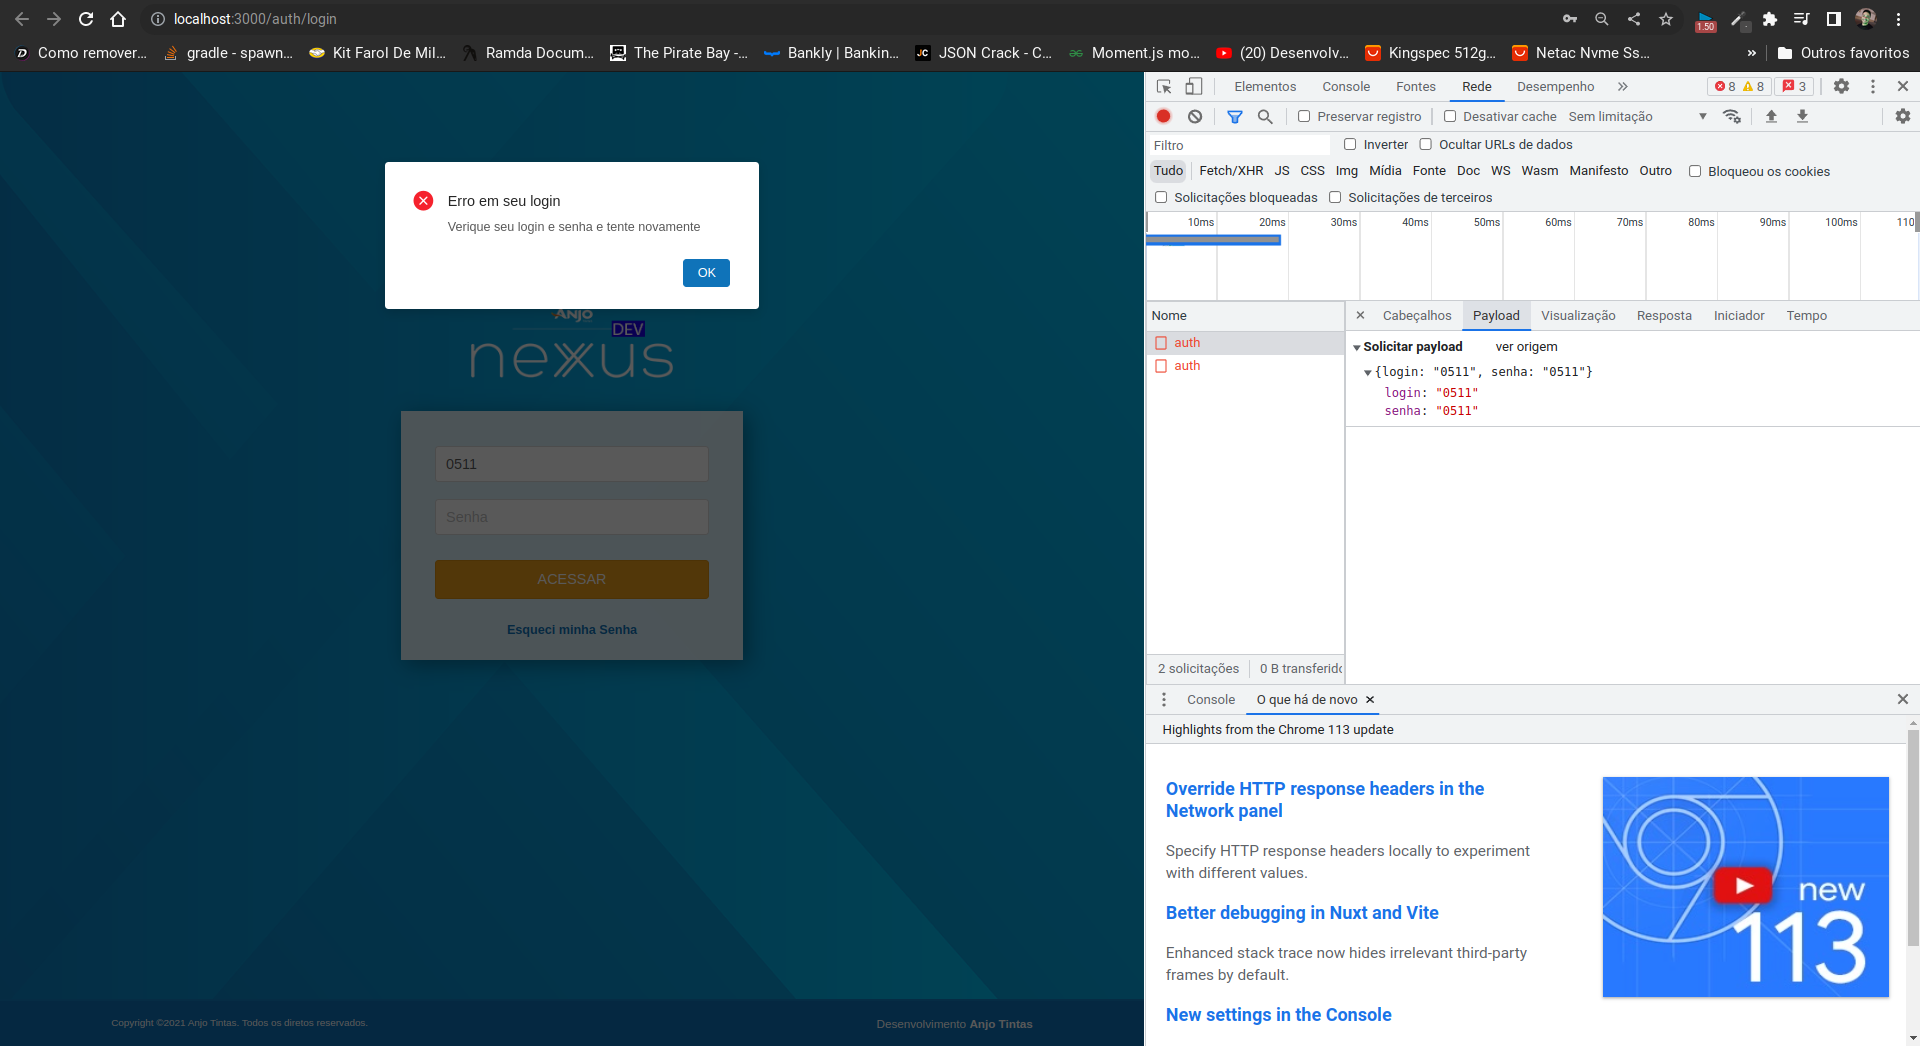 localhost:3000/auth/login
1.50
Como remover... gradle - spawn... Kit Farol De Mil... Ramda Docum... The Pirate Bay -... Bankly | Bankin... JSON Crack - C... Moment.js mo... (20) Desenvolv... Kingspec 512g... Netac Nvme Ss... » Outros favoritos
Erro em seu login
Verique seu login e senha e tente novamente
OK
ANJO
DEV
nexus
0511
Senha
ACESSAR
Esqueci minha Senha
Copyright ©2021 Anjo Tintas. Todos os diretos reservados.
Desenvolvimento Anjo Tintas
Elementos Console Fontes Rede Desempenho » 8 8 3
Preservar registro Desativar cache Sem limitação
Filtro Inverter Ocultar URLs de dados
Tudo Fetch/XHR JS CSS Img Mídia Fonte Doc WS Wasm Manifesto Outro Bloqueou os cookies
Solicitações bloqueadas Solicitações de terceiros
10ms 20ms 30ms 40ms 50ms 60ms 70ms 80ms 90ms 100ms 110
Nome
auth
auth
2 solicitações 0 B transferido
Cabeçalhos Payload Visualização Resposta Iniciador Tempo
Solicitar payload ver origem
{login: "0511", senha: "0511"}
login: "0511"
senha: "0511"
Console O que há de novo
Highlights from the Chrome 113 update
Override HTTP response headers in the
Network panel
Specify HTTP response headers locally to experiment
with different values.
Better debugging in Nuxt and Vite
Enhanced stack trace now hides irrelevant third-party
frames by default.
New settings in the Console
new
113